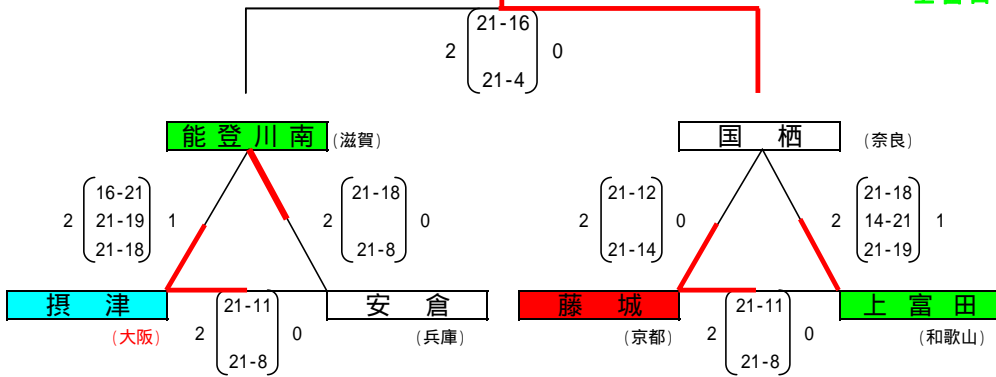 21-16
2 0
21-4
能登川南 (滋賀) 国栖 (奈良)
16-21 21-18 21-12 21-18
2 21-19 1 2 0 2 0 2 14-21 1
21-18 21-8 21-14 21-19
摂津 21-11 安倉 藤城 21-11 上富田
(大阪) 2 0 (兵庫) (京都) 2 0 (和歌山)
21-8 21-8